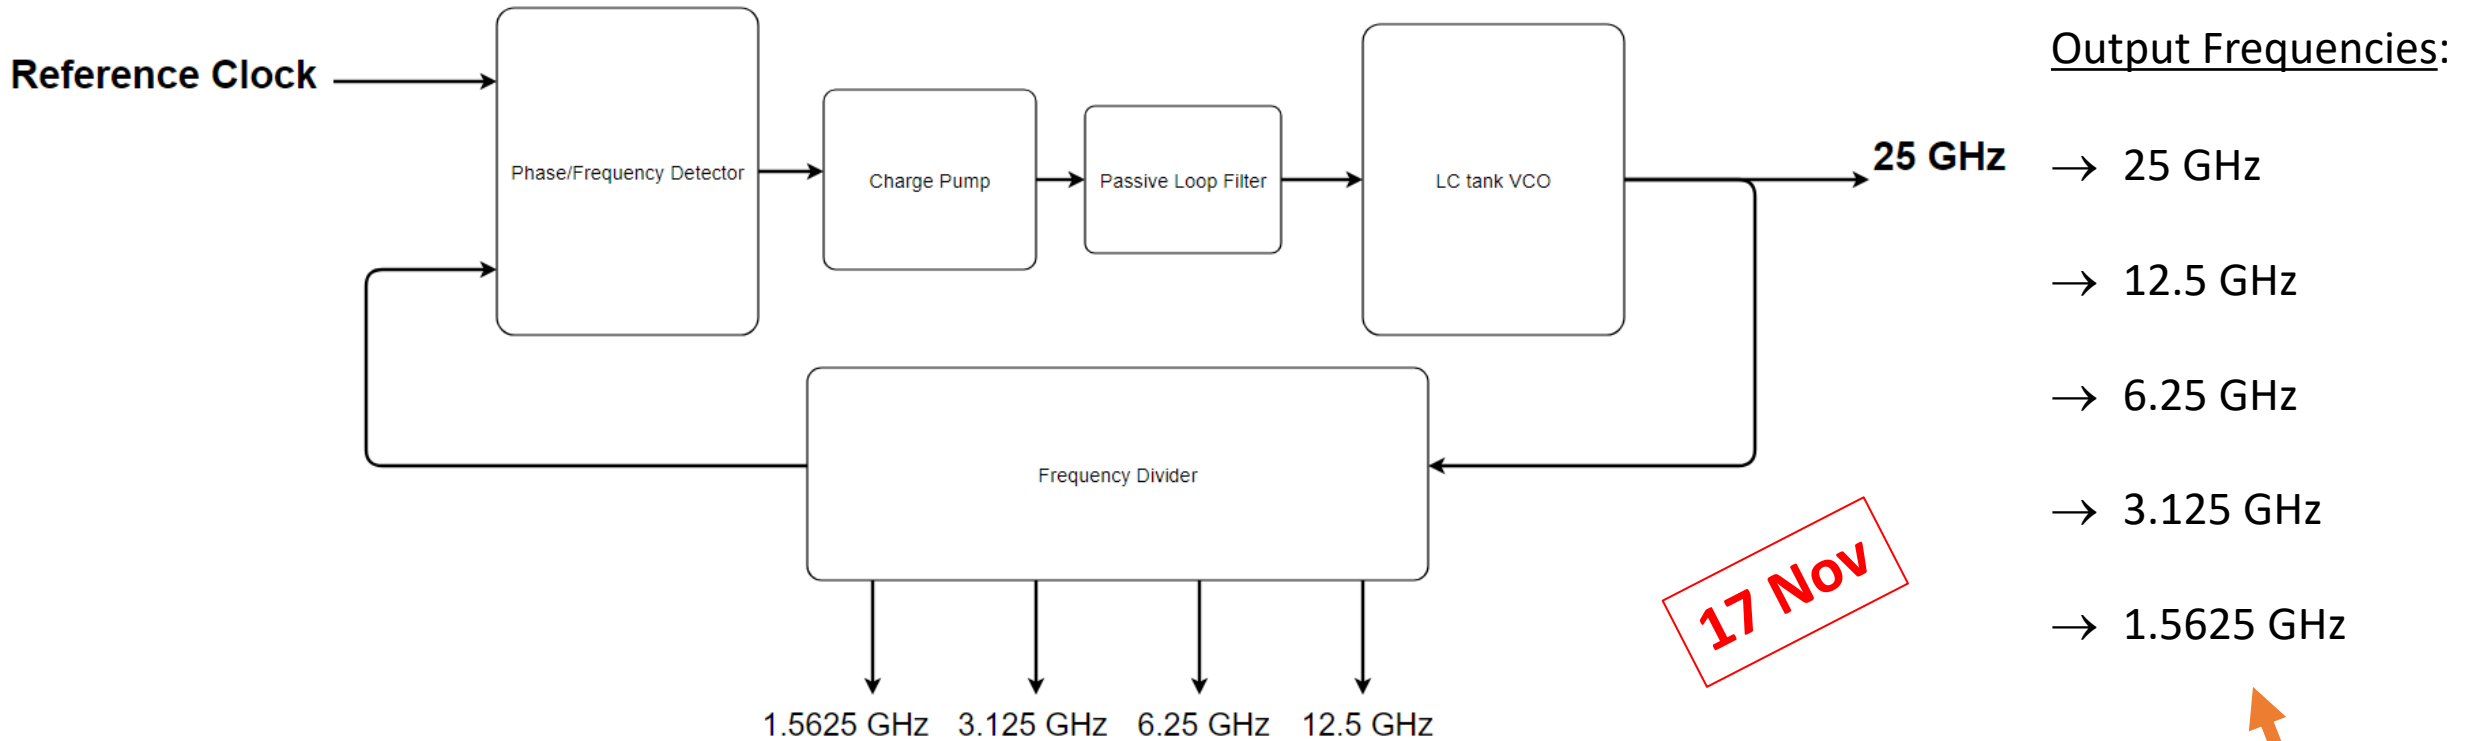 Reference Clock
Phase/Frequency Detector
Charge Pump
Passive Loop Filter
LC tank VCO
25 GHz
Frequency Divider
1.5625 GHz
3.125 GHz
6.25 GHz
12.5 GHz
17 Nov
Output Frequencies:
→ 25 GHz
→ 12.5 GHz
→ 6.25 GHz
→ 3.125 GHz
→ 1.5625 GHz